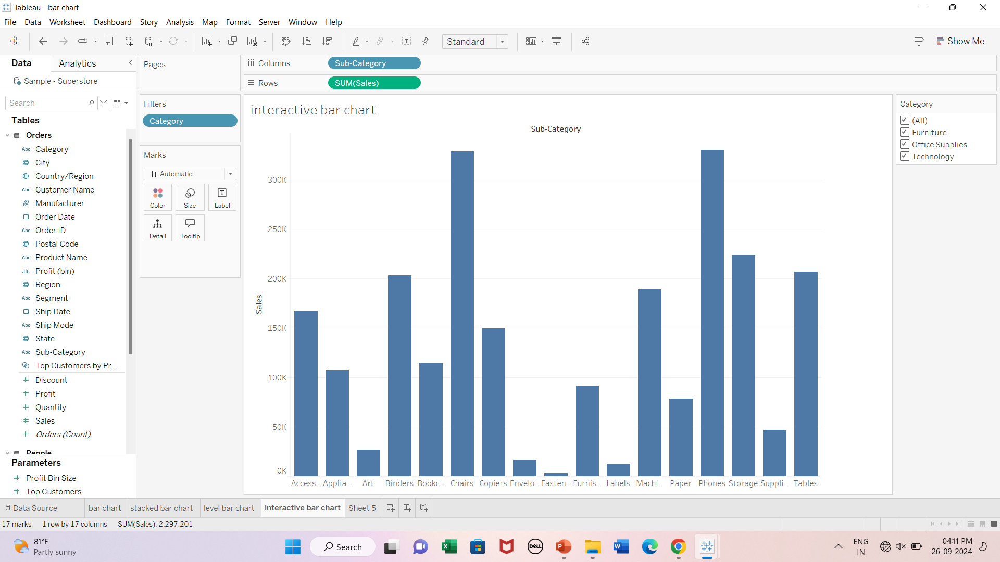 Tableau - bar chart
File Data Worksheet Dashboard Story Analysis Map Format Server Window Help
Standard
Show Me
Data Analytics
Sample - Superstore
Search
Tables
Orders
Abc Category
City
Country/Region
Abc Customer Name
Manufacturer
Order Date
Abc Order ID
Postal Code
Abc Product Name
Profit (bin)
Region
Abc Segment
Ship Date
Abc Ship Mode
State
Abc Sub-Category
Top Customers by Pr...
# Discount
# Profit
# Quantity
# Sales
# Orders (Count)
People
Parameters
# Profit Bin Size
# Top Customers
Pages
Filters
Category
Marks
Automatic
Color Size Label
Detail Tooltip
Columns Sub-Category
Rows SUM(Sales)
interactive bar chart
Sub-Category
300K
250K
200K
150K
100K
50K
0K
Sales
Access.. Applia.. Art Binders Bookc.. Chairs Copiers Envelo.. Fasten.. Furnis.. Labels Machi.. Paper Phones Storage Suppli.. Tables
Category
(All)
Furniture
Office Supplies
Technology
Data Source bar chart stacked bar chart level bar chart interactive bar chart Sheet 5
17 marks 1 row by 17 columns SUM(Sales): 2,297,201
81°F
Partly sunny
Search
DELL
ENG
IN
04:11 PM
26-09-2024